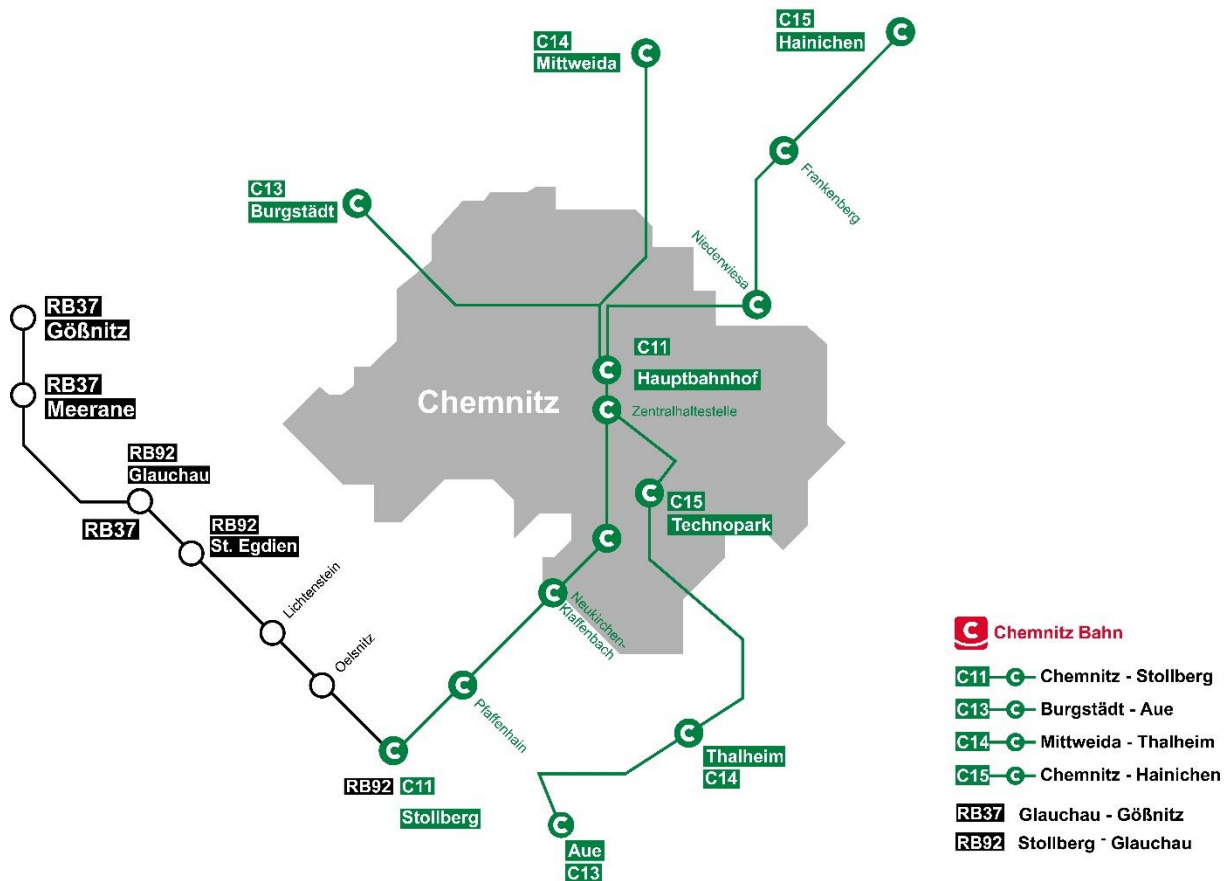 C15
Hainichen
C14
Mittweida
Frankenberg
C13
Burgstädt
Niederwiesa
RB37
Gößnitz
C11
Hauptbahnhof
RB37
Meerane
Chemnitz
Zentralhaltestelle
RB92
Glauchau
RB37
C15
Technopark
RB92
St. Egdien
Lichtenstein
Neukirchen-
Klaffenbach
Oelsnitz
Pfaffenhain
RB92 C11
Stollberg
Thalheim
C14
Aue
C13
C Chemnitz Bahn
C11 C Chemnitz - Stollberg
C13 C Burgstädt - Aue
C14 C Mittweida - Thalheim
C15 C Chemnitz - Hainichen
RB37 Glauchau - Gößnitz
RB92 Stollberg - Glauchau